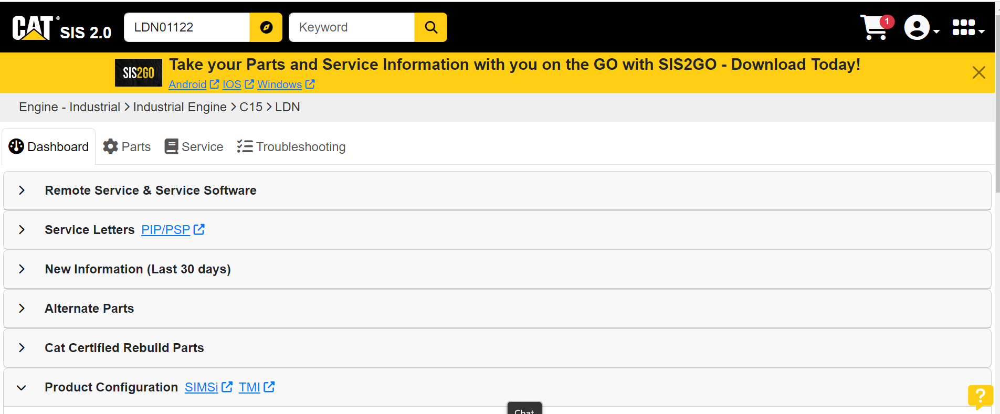 CAT ® SIS 2.0 LDN01122 Keyword 1
SIS2GO Take your Parts and Service Information with you on the GO with SIS2GO - Download Today!
Android IOS Windows
Engine - Industrial > Industrial Engine > C15 > LDN
Dashboard Parts Service Troubleshooting
Remote Service & Service Software
Service Letters PIP/PSP
New Information (Last 30 days)
Alternate Parts
Cat Certified Rebuild Parts
Product Configuration SIMSi TMI
?
Chat